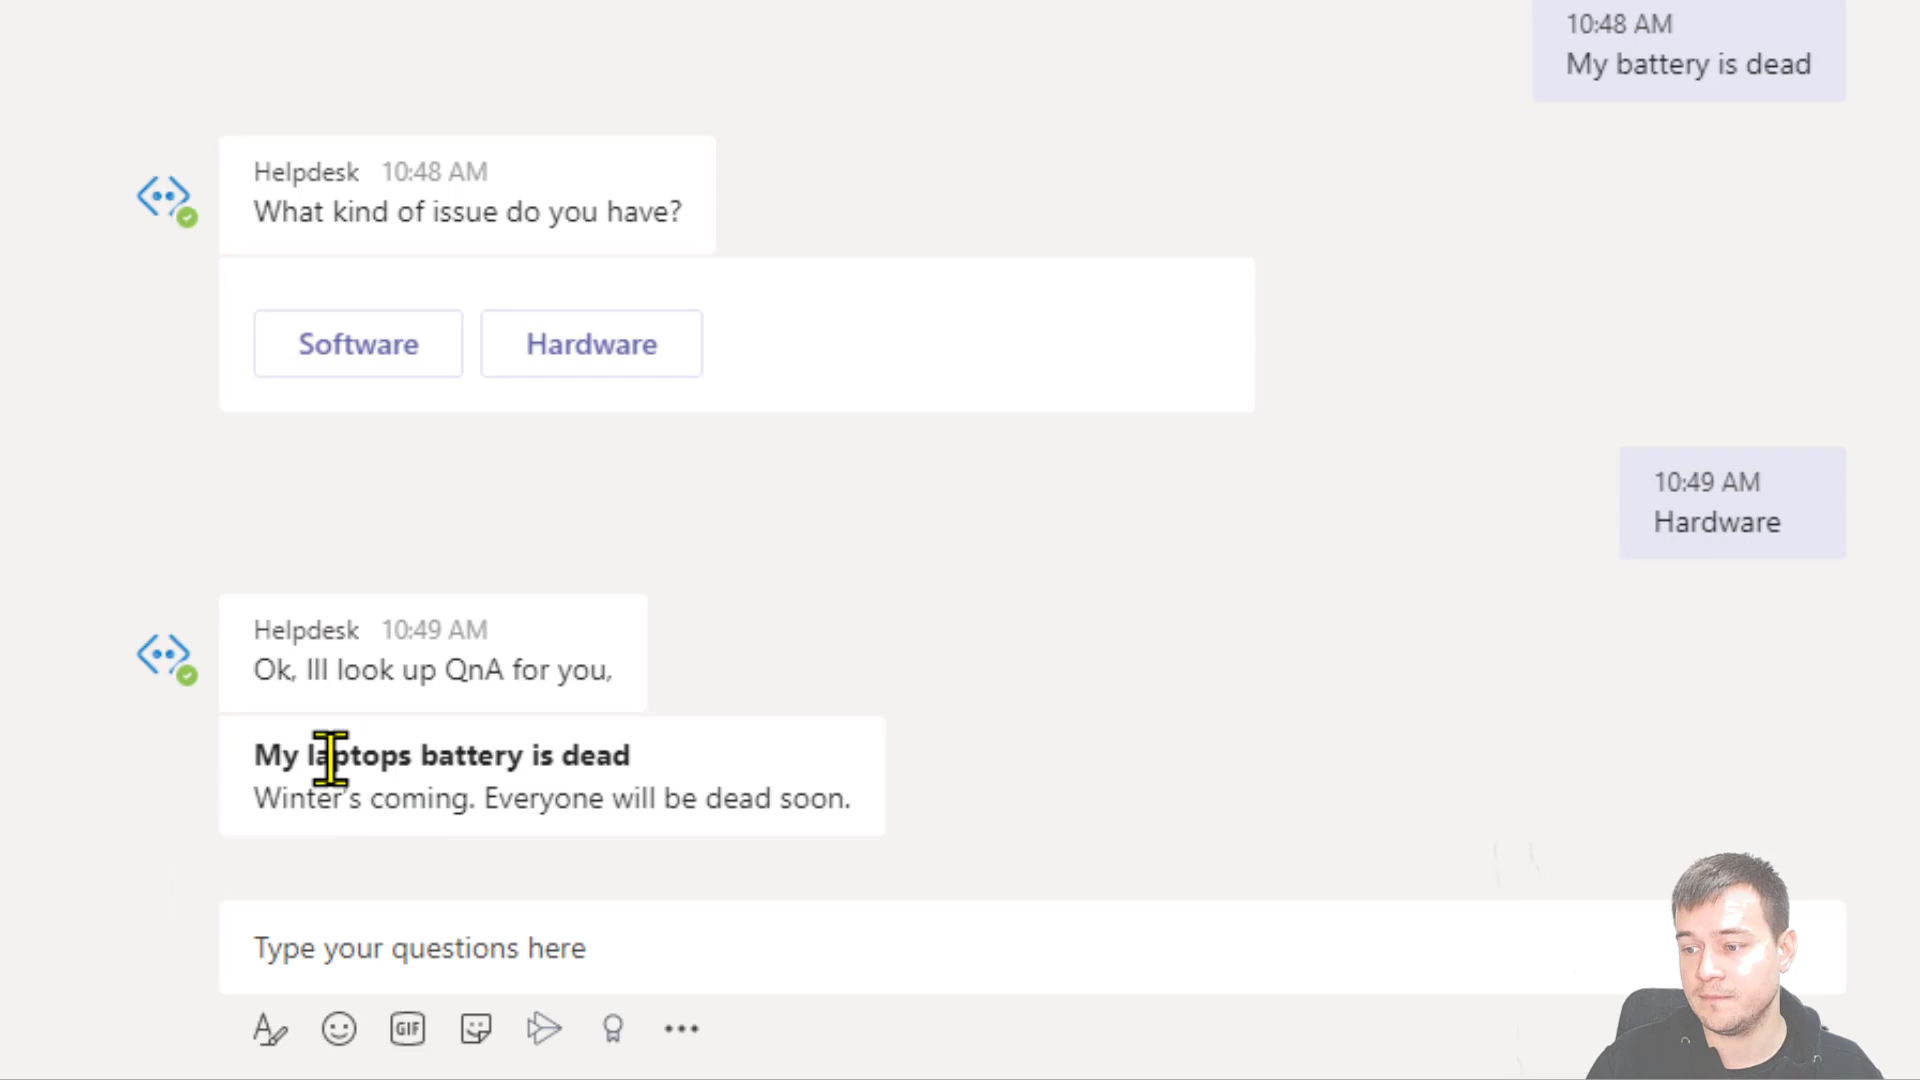 10:48 AM
My battery is dead
Helpdesk 10:48 AM
What kind of issue do you have?
Software Hardware
10:49 AM
Hardware
Helpdesk 10:49 AM
Ok, Ill look up QnA for you,
My laptops battery is dead
Winter's coming. Everyone will be dead soon.
Type your questions here
GIF